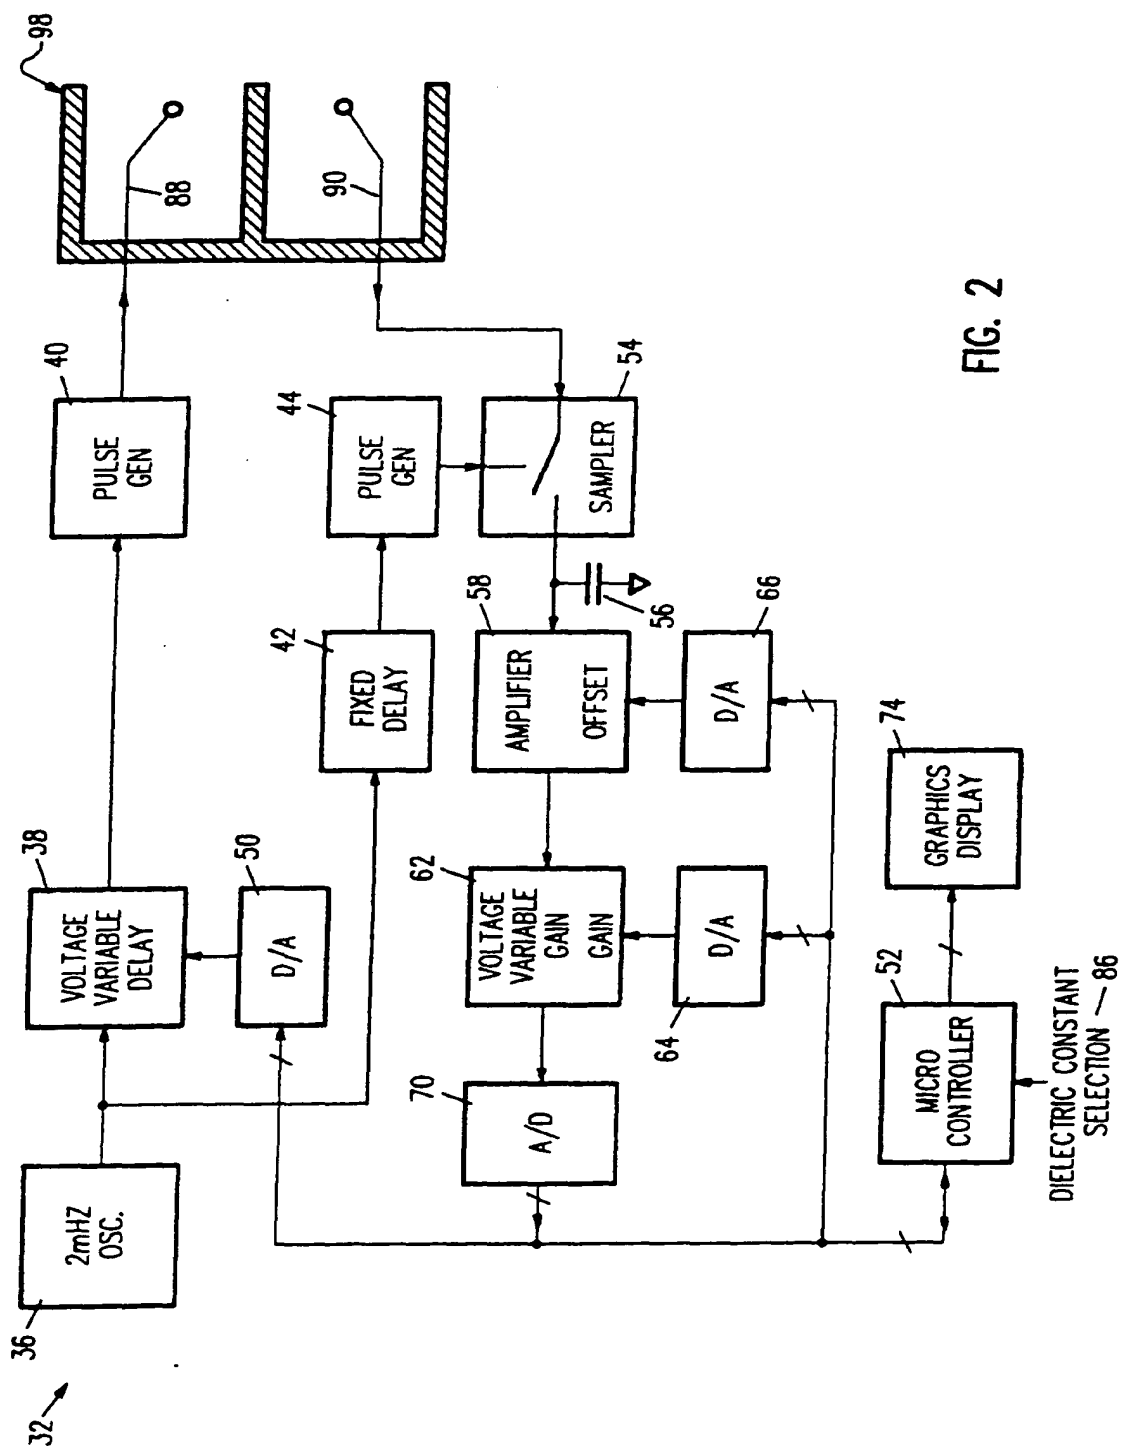 32
36
2mHZ
OSC.
38
VOLTAGE
VARIABLE
DELAY
50
D/A
40
PULSE
GEN
98
88
90
42
FIXED
DELAY
44
PULSE
GEN
70
A/D
62
VOLTAGE
VARIABLE
GAIN
GAIN
58
AMPLIFIER
OFFSET
56
54
SAMPLER
64
D/A
66
D/A
52
MICRO
CONTROLLER
74
GRAPHICS
DISPLAY
DIELECTRIC CONSTANT
SELECTION
86
FIG. 2